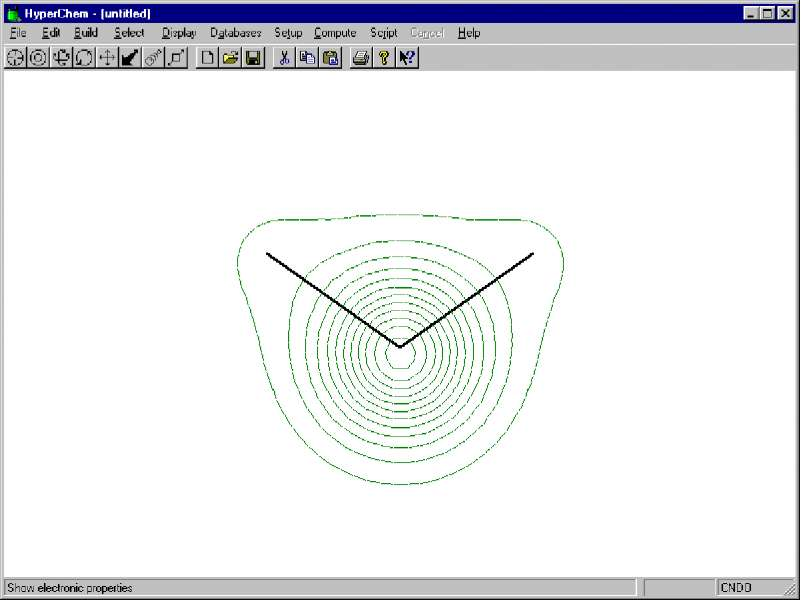 HyperChem - [untitled]
File Edit Build Select Display Databases Setup Compute Script Cancel Help
Show electronic properties CNDO